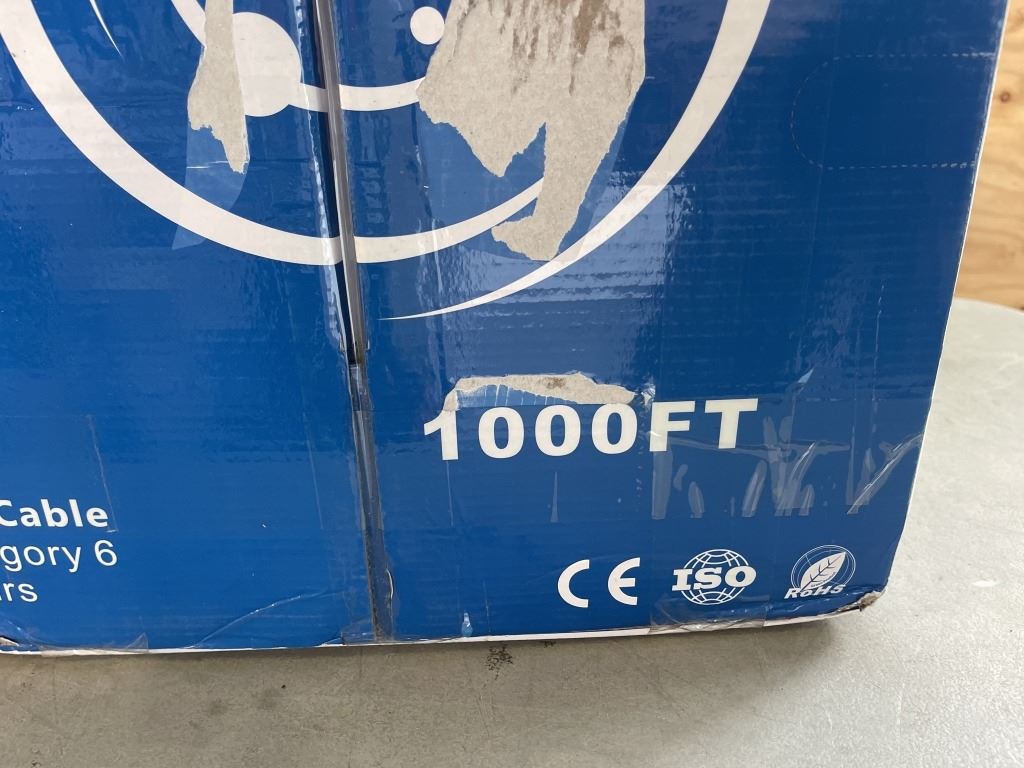 1000FT
Cable
gory 6
rs
CE ISO RoHS